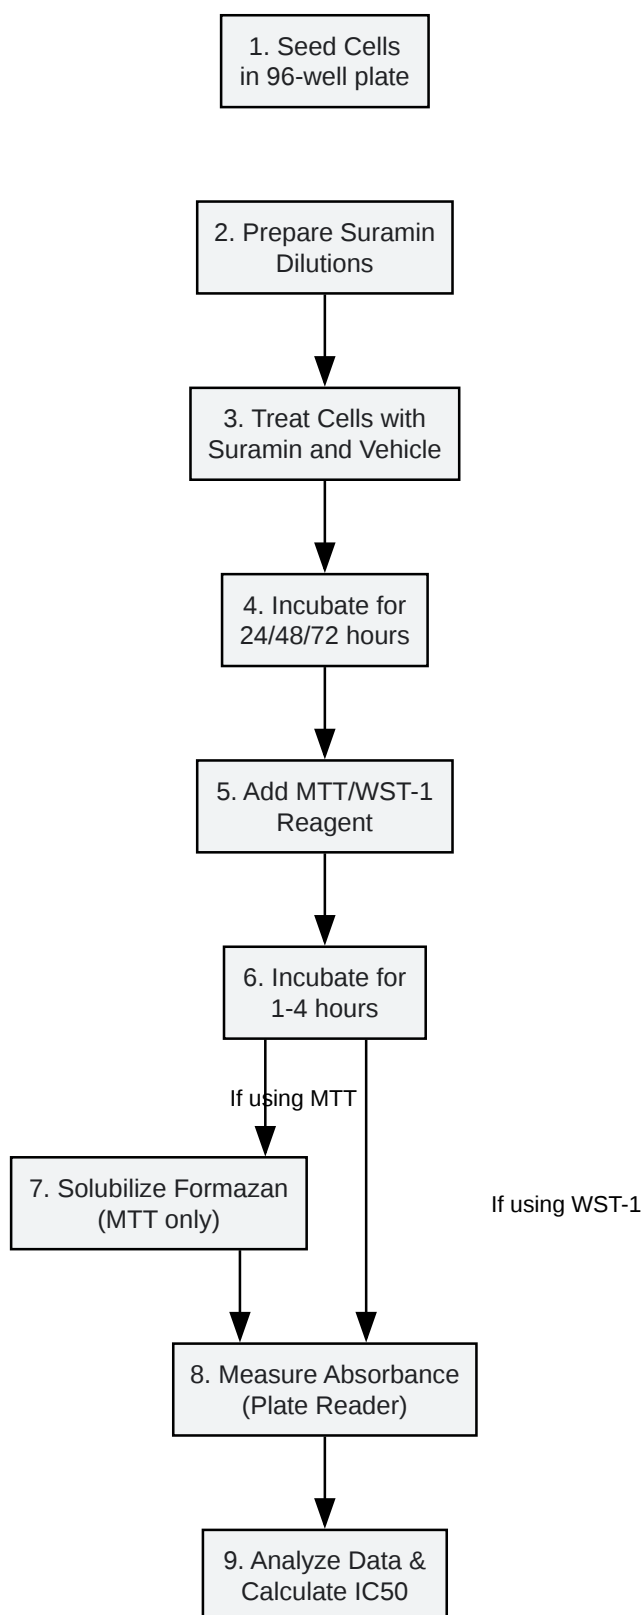 1. Seed Cells
in 96-well plate
2. Prepare Suramin
Dilutions
3. Treat Cells with
Suramin and Vehicle
4. Incubate for
24/48/72 hours
5. Add MTT/WST-1
Reagent
6. Incubate for
1-4 hours
If using MTT
7. Solubilize Formazan
(MTT only)
If using WST-1
8. Measure Absorbance
(Plate Reader)
9. Analyze Data &
Calculate IC50